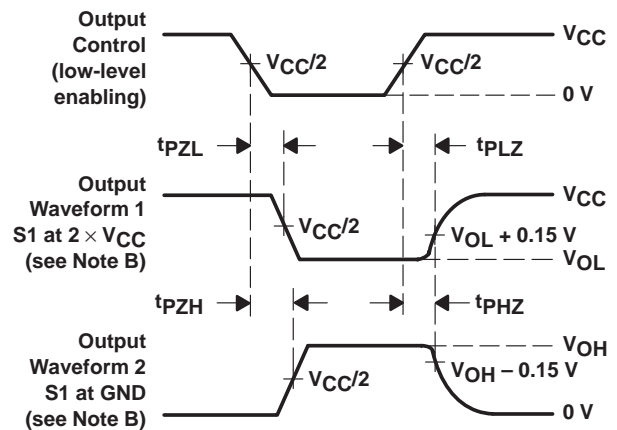 Output
Control
(low-level
enabling)
VCC/2
VCC/2
VCC
0 V
tPZL
tPLZ
Output
Waveform 1
S1 at 2 × VCC
(see Note B)
VCC/2
VCC
VOL + 0.15 V
VOL
tPZH
tPHZ
Output
Waveform 2
S1 at GND
(see Note B)
VCC/2
VOH
VOH – 0.15 V
0 V